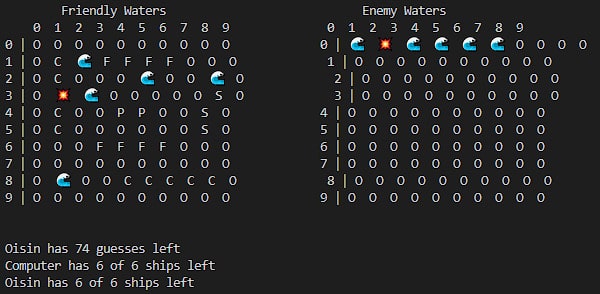 Friendly Waters Enemy Waters
0 1 2 3 4 5 6 7 8 9 0 1 2 3 4 5 6 7 8 9
0| O O O O O O O O O O 0| 🌊 💥 🌊 🌊 🌊 🌊 O O O O
1| O C 🌊 F F F F O O O 1| O O O O O O O O O O
2| O C O O O 🌊 O O 🌊 O 2| O O O O O O O O O O
3| O 💥 🌊 O O O O O S O 3| O O O O O O O O O O
4| O C O O P P O O S O 4| O O O O O O O O O O
5| O C O O O O O O S O 5| O O O O O O O O O O
6| O O O F F F F O O O 6| O O O O O O O O O O
7| O O O O O O O O O O 7| O O O O O O O O O O
8| O 🌊 O O C C C C C O 8| O O O O O O O O O O
9| O O O O O O O O O O 9| O O O O O O O O O O
Oisin has 74 guesses left
Computer has 6 of 6 ships left
Oisin has 6 of 6 ships left